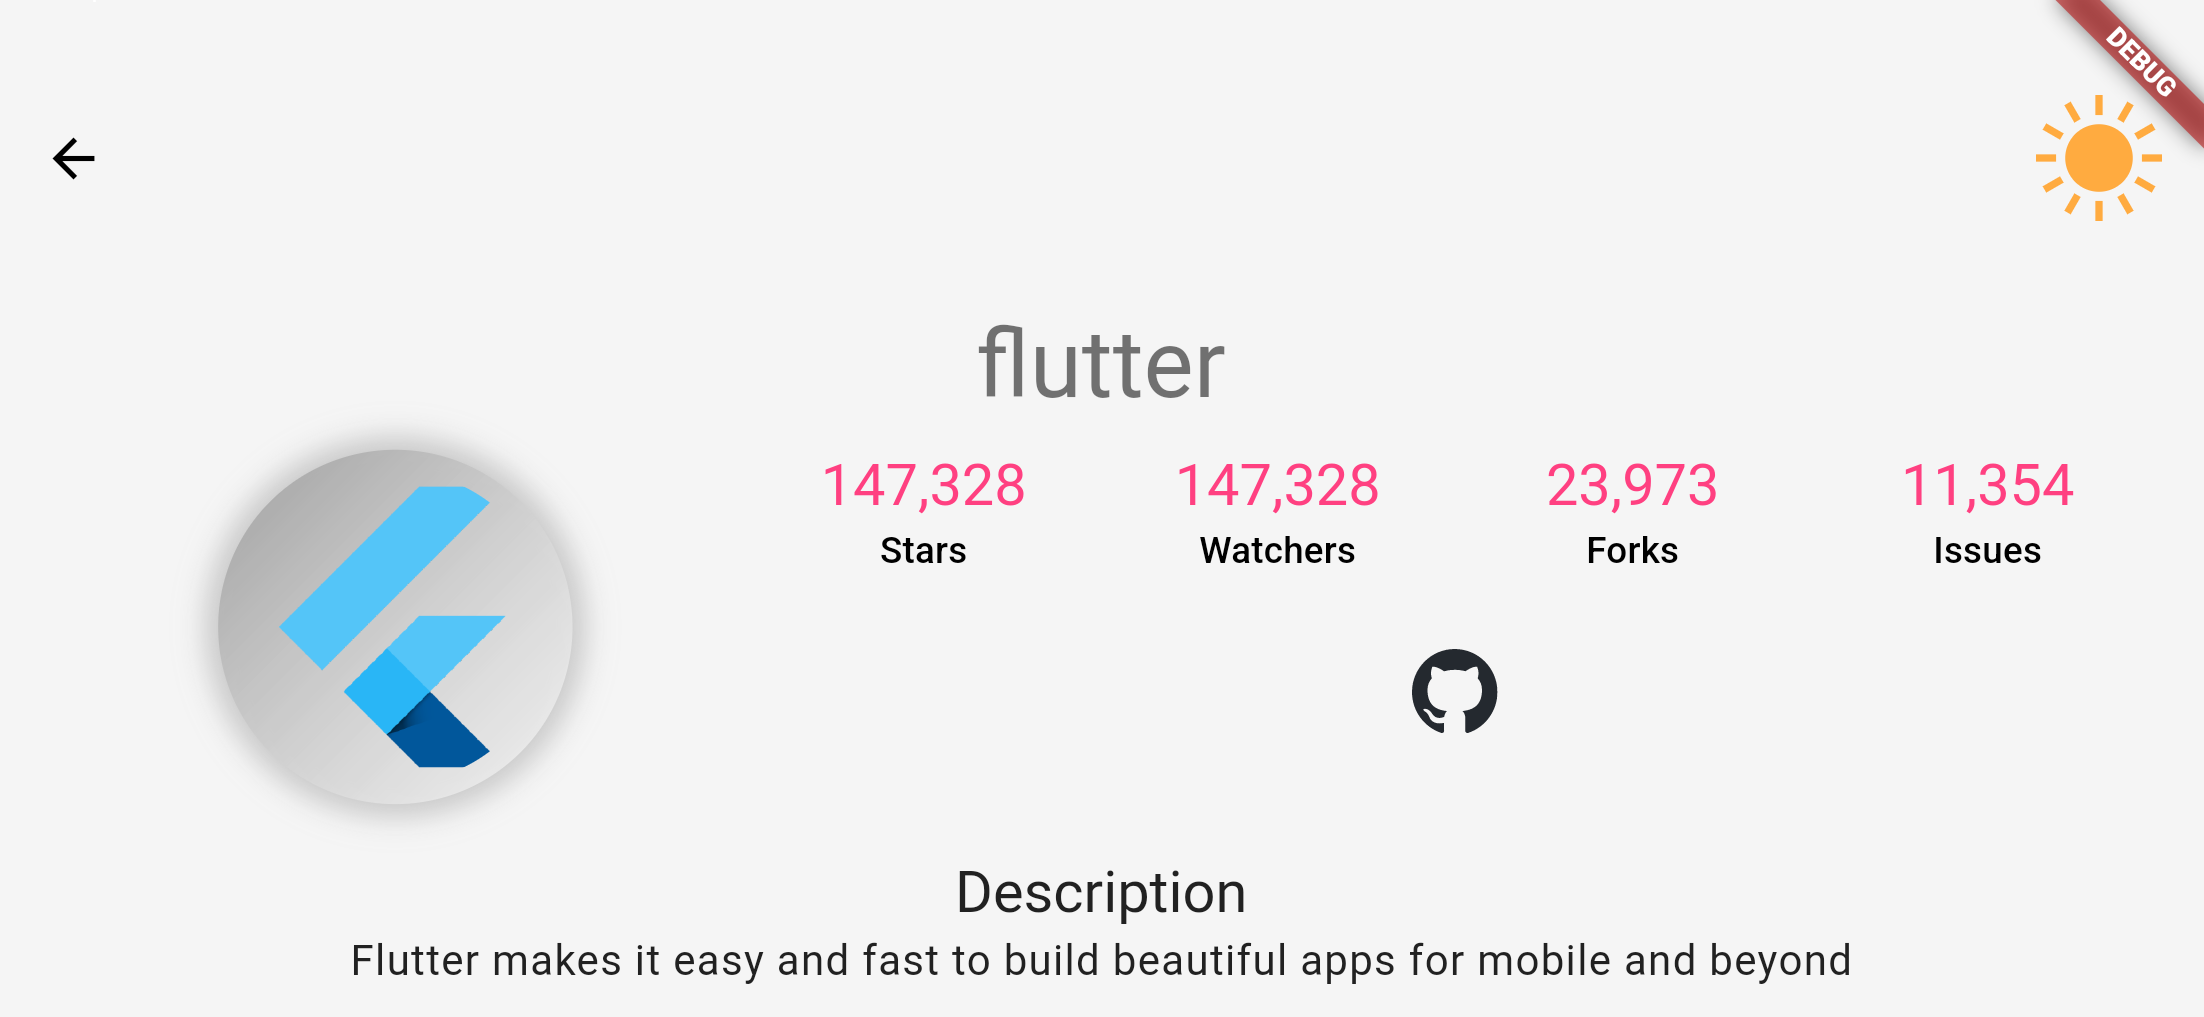 DEBUG
flutter
147,328 147,328 23,973 11,354
Stars Watchers Forks Issues
Description
Flutter makes it easy and fast to build beautiful apps for mobile and beyond